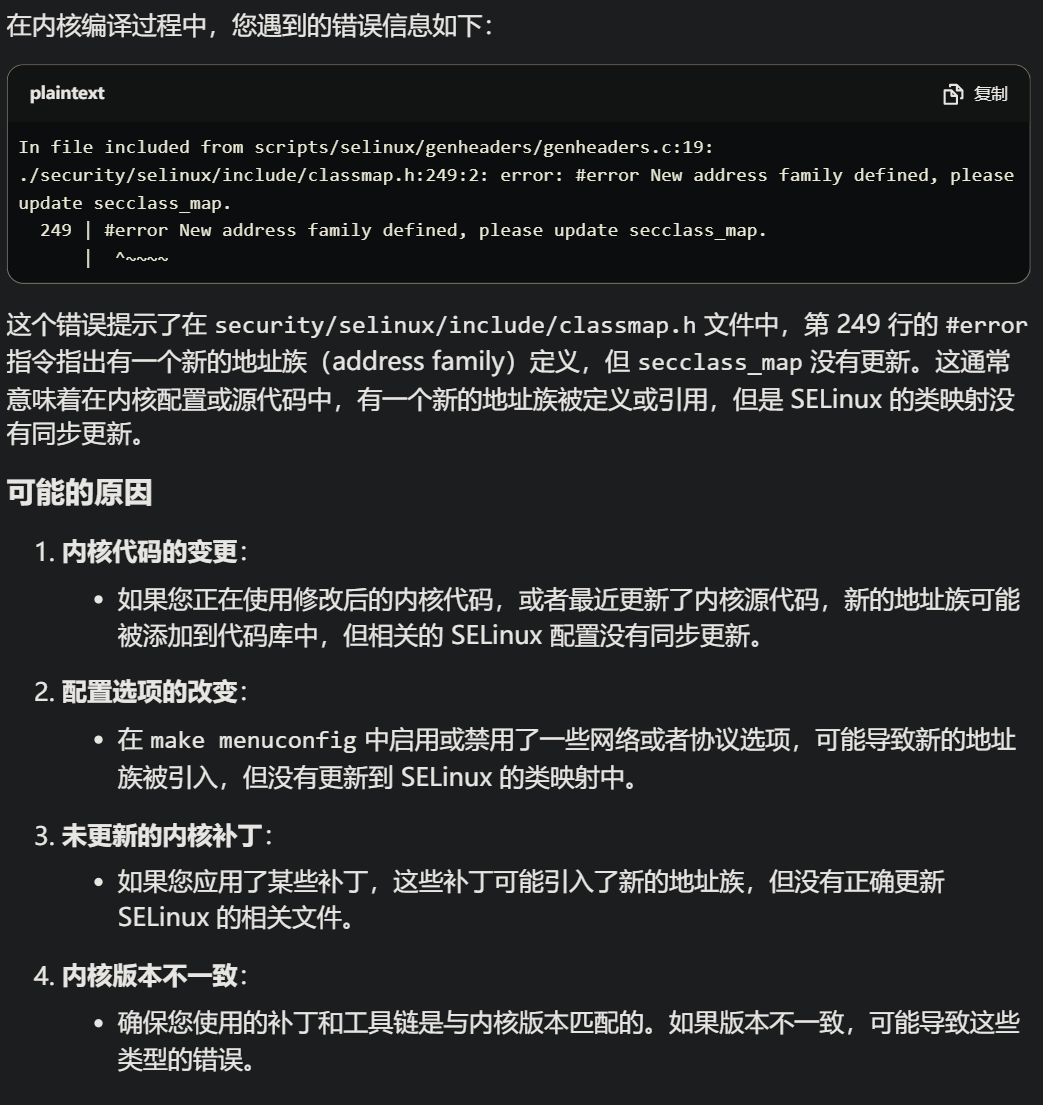 在内核编译过程中，您遇到的错误信息如下：
plaintext
复制
In file included from scripts/selinux/genheaders/genheaders.c:19:
./security/selinux/include/classmap.h:249:2: error: #error New address family defined, please
update secclass_map.
  249 | #error New address family defined, please update secclass_map.
      |  ^~~~~
这个错误提示了在 security/selinux/include/classmap.h 文件中，第 249 行的 #error
指令指出有一个新的地址族（address family）定义，但 secclass_map 没有更新。这通常
意味着在内核配置或源代码中，有一个新的地址族被定义或引用，但是 SELinux 的类映射没
有同步更新。
可能的原因
1. 内核代码的变更：
• 如果您正在使用修改后的内核代码，或者最近更新了内核源代码，新的地址族可能
被添加到代码库中，但相关的 SELinux 配置没有同步更新。
2. 配置选项的改变：
• 在 make menuconfig 中启用或禁用了一些网络或者协议选项，可能导致新的地址
族被引入，但没有更新到 SELinux 的类映射中。
3. 未更新的内核补丁：
• 如果您应用了某些补丁，这些补丁可能引入了新的地址族，但没有正确更新
SELinux 的相关文件。
4. 内核版本不一致：
• 确保您使用的补丁和工具链是与内核版本匹配的。如果版本不一致，可能导致这些
类型的错误。